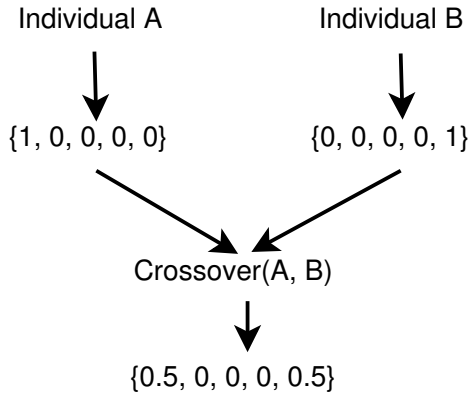 Individual A
Individual B
{1, 0, 0, 0, 0}
{0, 0, 0, 0, 1}
Crossover(A, B)
{0.5, 0, 0, 0, 0.5}